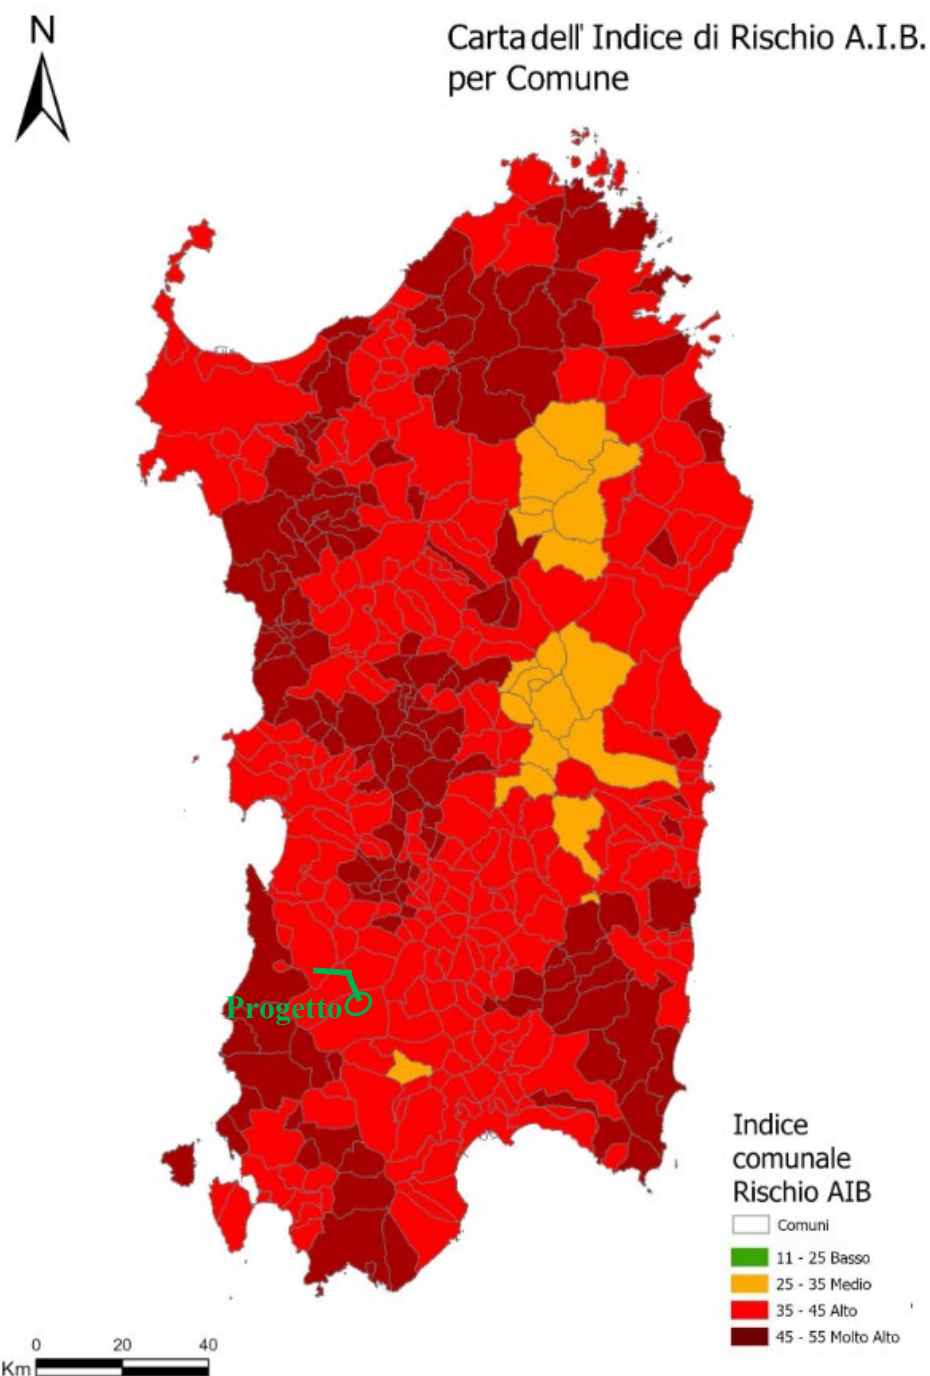 N
Carta dell' Indice di Rischio A.I.B.
per Comune
Progetto
Indice
comunale
Rischio AIB
Comuni
11 - 25 Basso
25 - 35 Medio
35 - 45 Alto
45 - 55 Molto Alto
0 20 40
Km